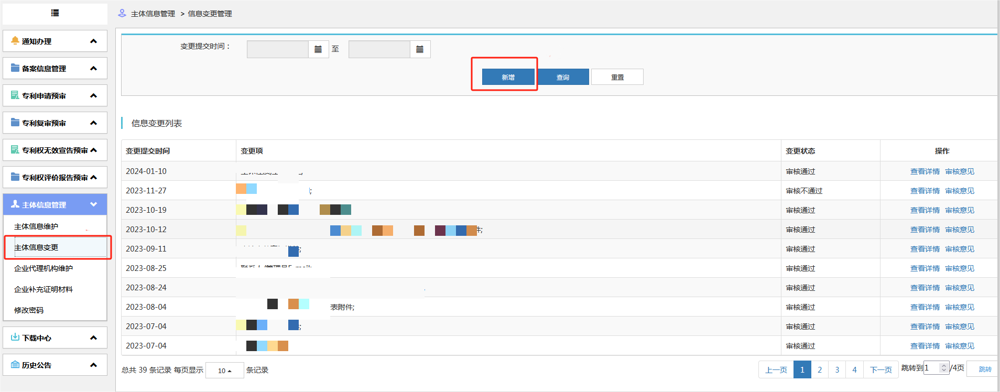 主体信息管理 > 信息变更管理
通知办理
备案信息管理
专利申请预审
专利复审预审
专利权无效宣告预审
专利权评价报告预审
主体信息管理
主体信息维护
主体信息变更
企业代理机构维护
企业补充证明材料
修改密码
下载中心
历史公告
变更提交时间： 至
新增 查询 重置
信息变更列表
变更提交时间 变更项 变更状态 操作
2024-01-10 审核通过 查看详情 审核意见
2023-11-27 ; 审核不通过 查看详情 审核意见
2023-10-19 审核通过 查看详情 审核意见
2023-10-12 件; 审核通过 查看详情 审核意见
2023-09-11 ; 审核通过 查看详情 审核意见
2023-08-25 审核通过 查看详情 审核意见
2023-08-24 审核通过 查看详情 审核意见
2023-08-04 表附件; 审核通过 查看详情 审核意见
2023-07-04 ; 审核通过 查看详情 审核意见
2023-07-04 审核通过 查看详情 审核意见
总共 39 条记录 每页显示 10 条记录
上一页 1 2 3 4 下一页 跳转到 1 /4页 跳转